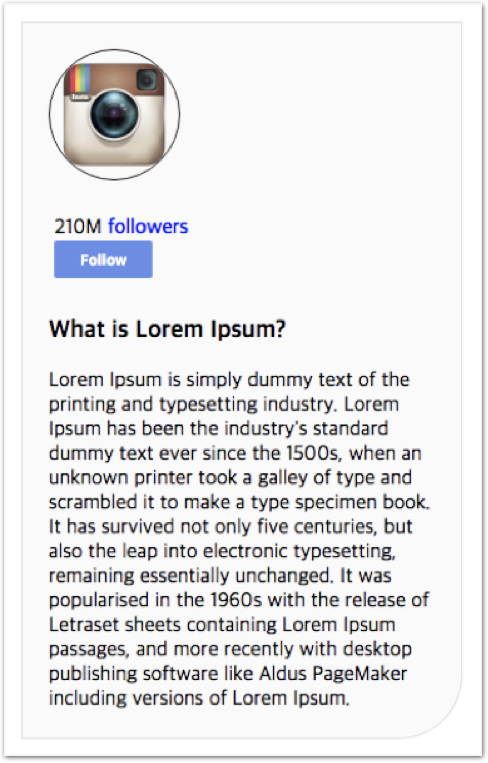 210M followers
Follow
What is Lorem Ipsum?
Lorem Ipsum is simply dummy text of the
printing and typesetting industry. Lorem
Ipsum has been the industry's standard
dummy text ever since the 1500s, when an
unknown printer took a galley of type and
scrambled it to make a type specimen book.
It has survived not only five centuries, but
also the leap into electronic typesetting,
remaining essentially unchanged. It was
popularised in the 1960s with the release of
Letraset sheets containing Lorem Ipsum
passages, and more recently with desktop
publishing software like Aldus PageMaker
including versions of Lorem Ipsum.